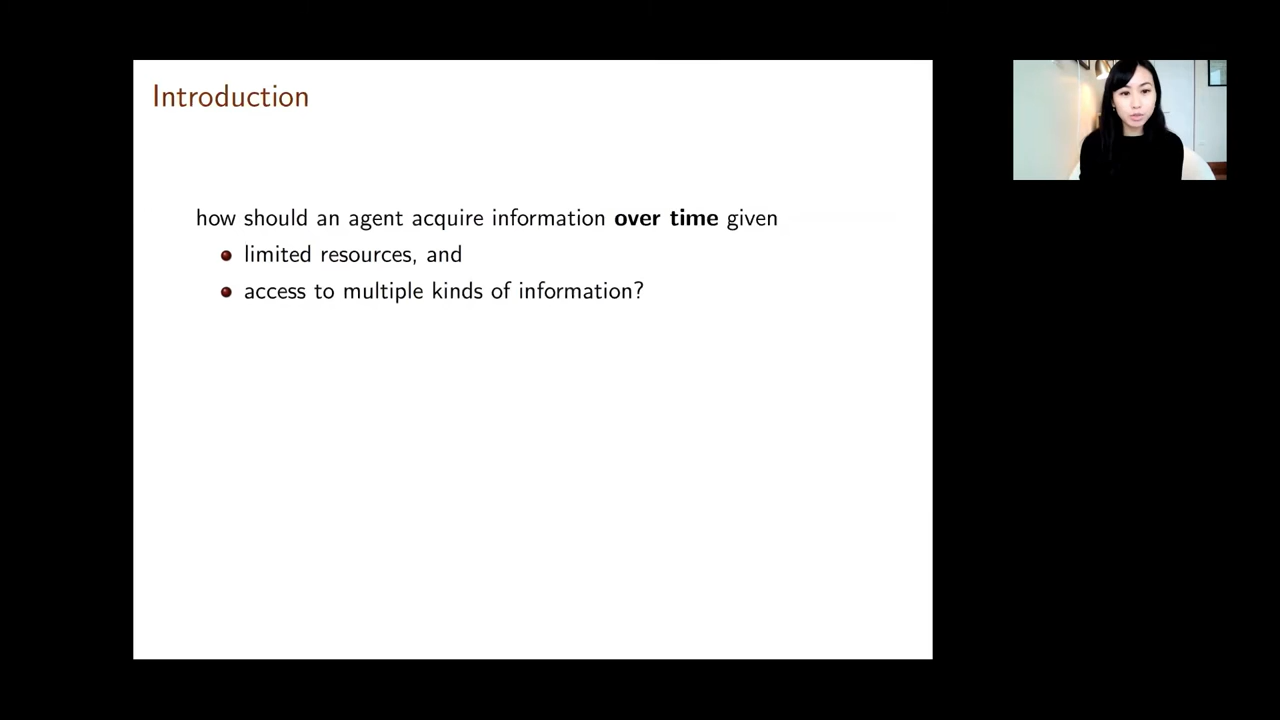 Introduction
how should an agent acquire information over time given
limited resources, and
access to multiple kinds of information?